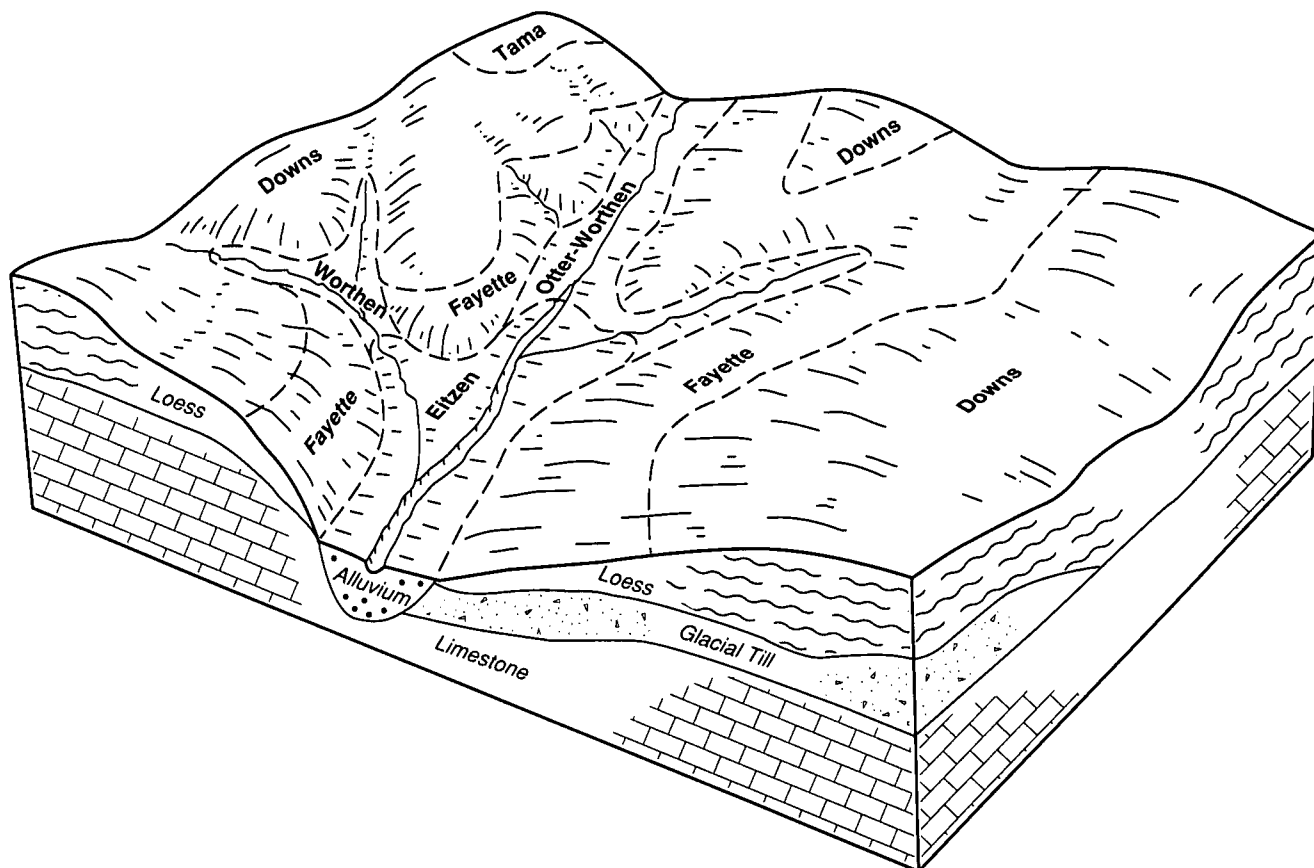 Tama
Downs
Downs
Otter-Worthen
Worthen
Fayette
Eitzen
Fayette
Fayette
Downs
Loess
Loess
Alluvium
Glacial Till
Limestone